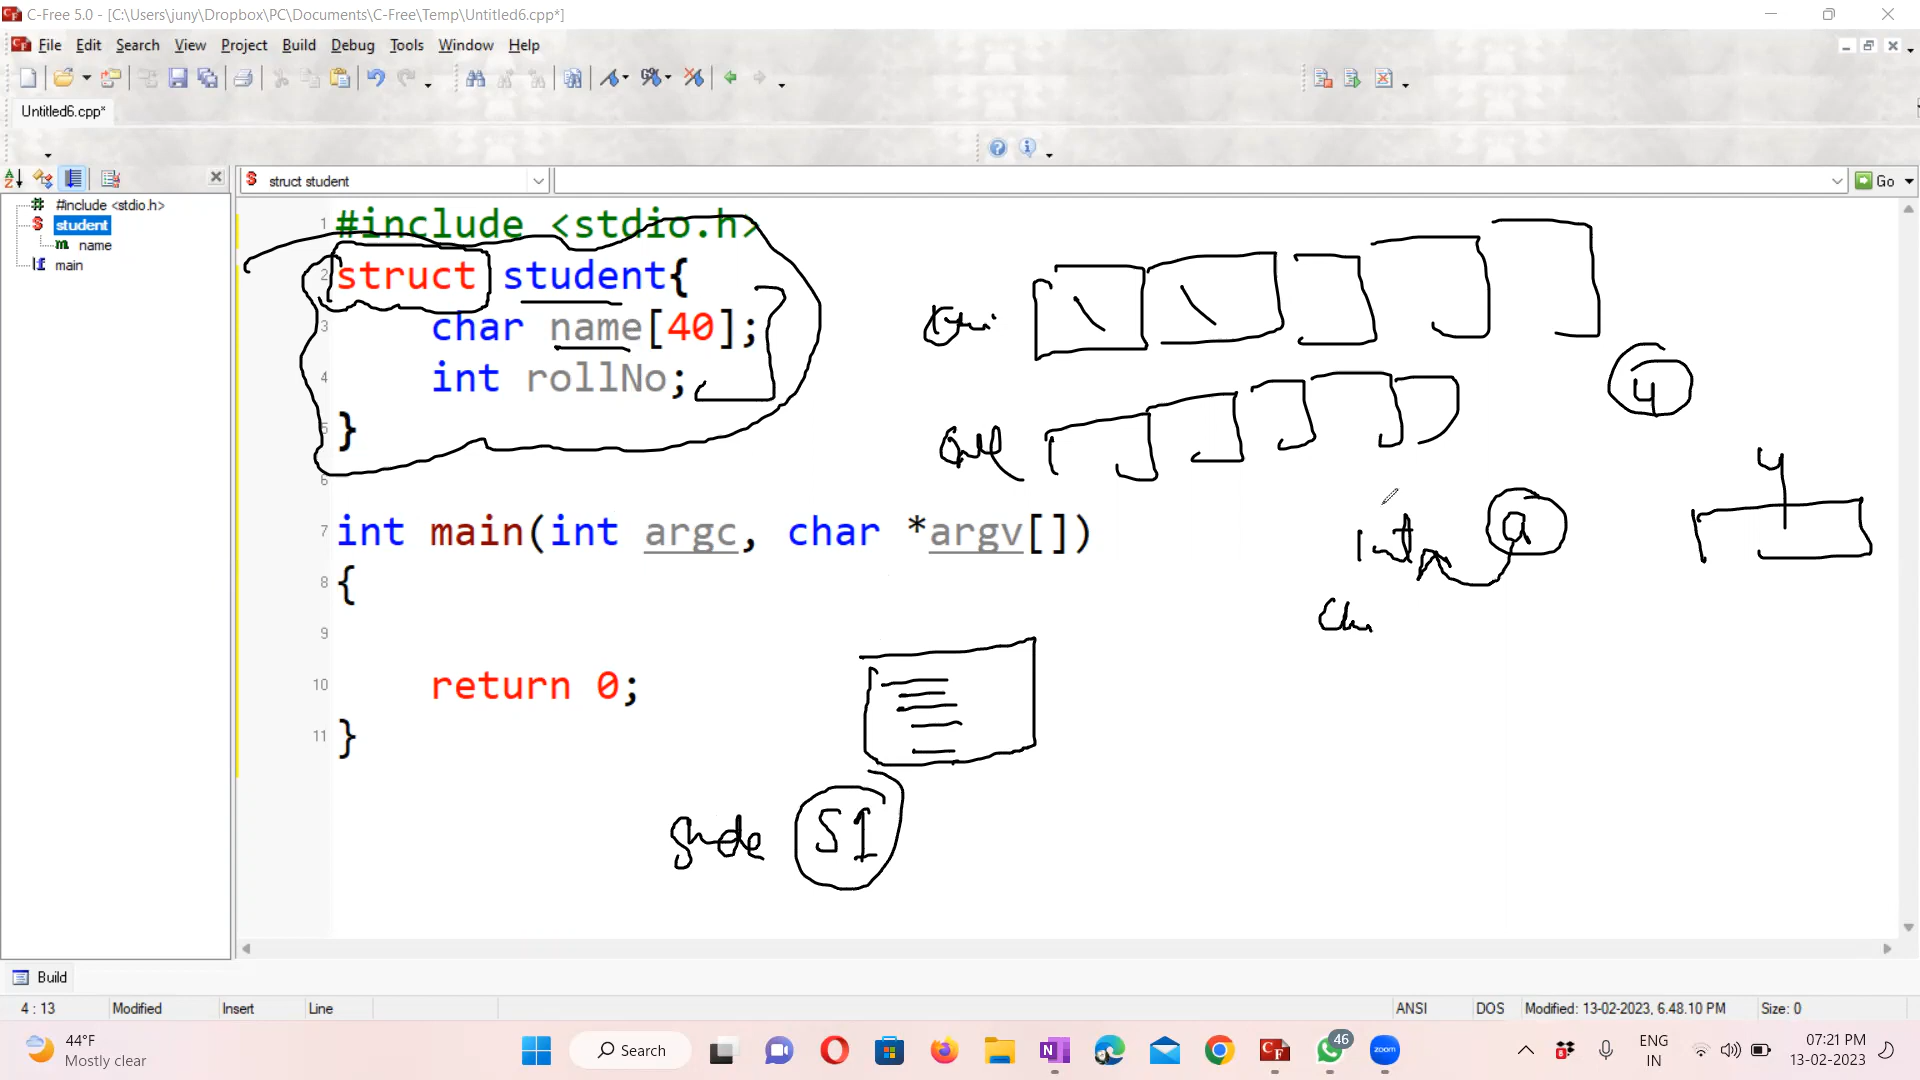 C-Free 5.0 - [C:\Users\juny\Dropbox\PC\Documents\C-Free\Temp\Untitled6.cpp*]
File Edit Search View Project Build Debug Tools Window Help
Untitled6.cpp*
struct student
Go
#include <stdio.h>
student
name
main
1 #include <stdio.h>
2 struct student{
3 char name[40];
4 int rollNo;
5 }
6
7 int main(int argc, char *argv[])
8 {
9
10 return 0;
11 }
4
4
int a
S1
Build
4 : 13 Modified Insert Line ANSI DOS Modified: 13-02-2023, 6.48.10 PM Size: 0
44°F
Mostly clear
Search
46
zoom
ENG
IN
07:21 PM
13-02-2023